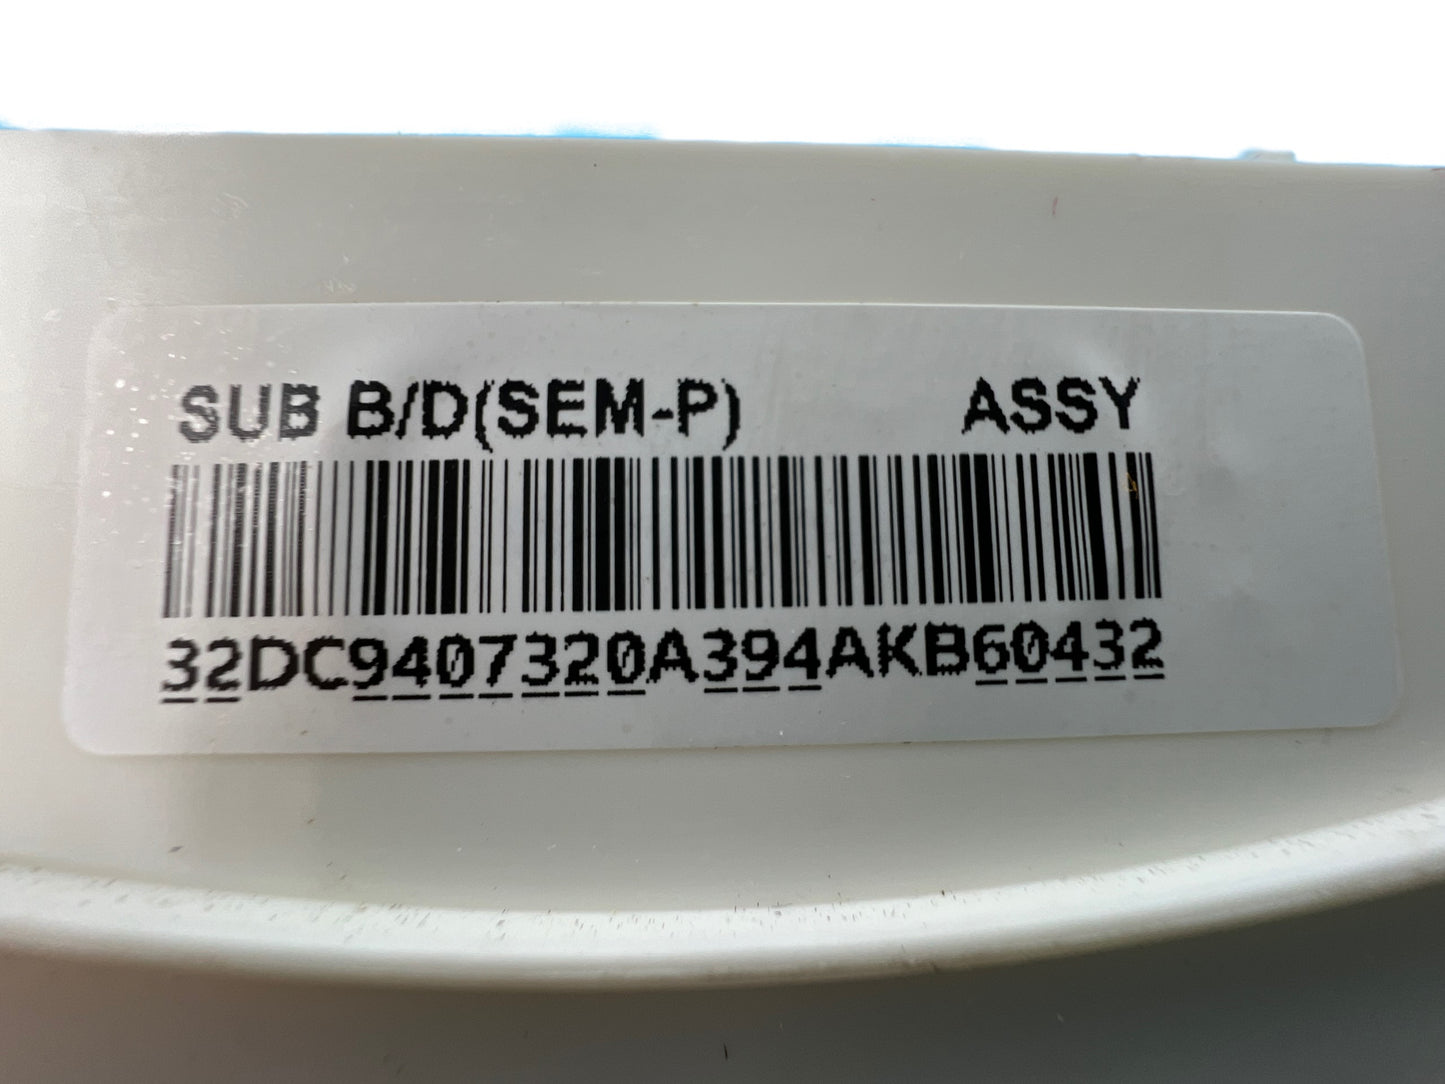 SUB B/D(SEM-P) ASSY
32DC9407320A394AKB60432